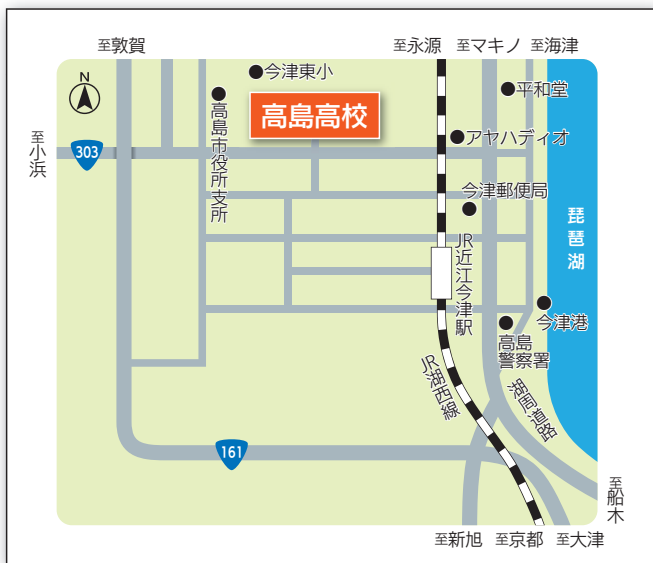 至敦賀
至永源
至マキノ
至海津
N
今津東小
平和堂
高島高校
高島市役所支所
アヤハディオ
至小浜
303
今津郵便局
琵琶湖
JR近江今津駅
今津港
高島
警察署
JR湖西線
湖周道路
161
至船木
至新旭
至京都
至大津